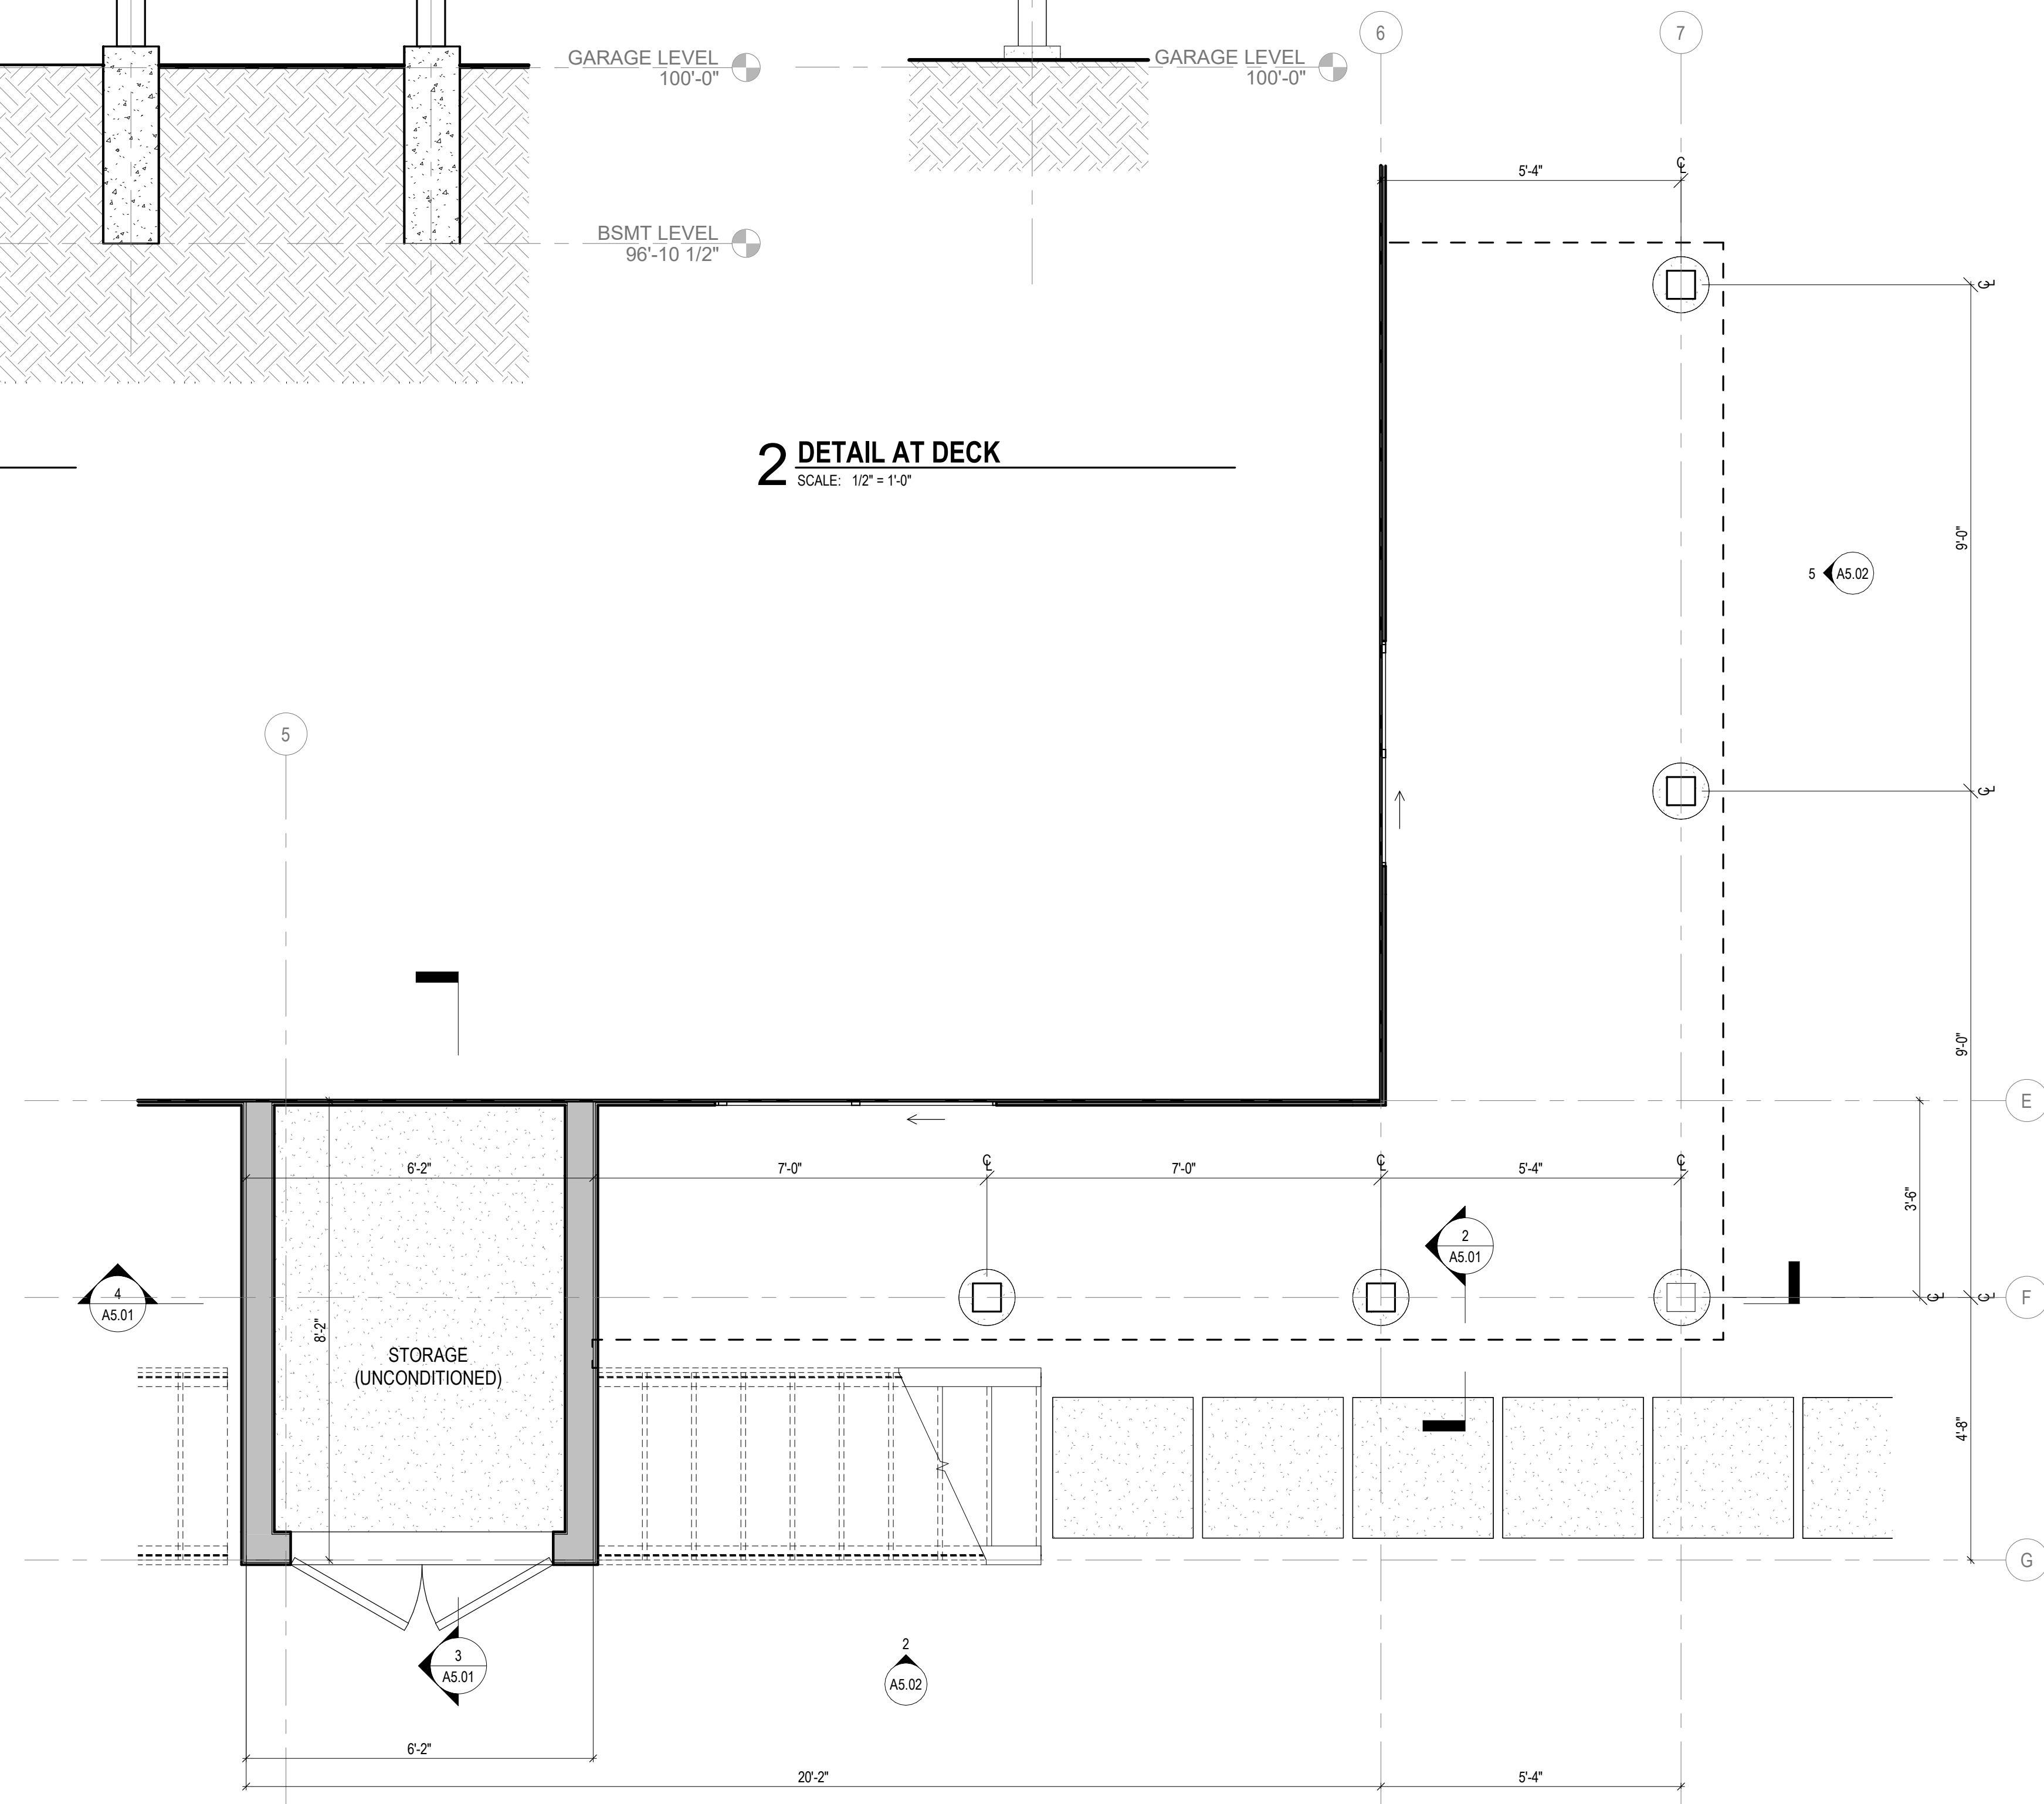 6
7
GARAGE LEVEL
100'-0"
GARAGE LEVEL
100'-0"
5'-4"
℄
BSMT LEVEL
96'-10 1/2"
℄
2 DETAIL AT DECK
SCALE: 1/2" = 1'-0"
9'-0"
5 A5.02
5
℄
9'-0"
E
6'-2"
7'-0"
℄
7'-0"
℄
5'-4"
℄
3'-6"
2
A5.01
4
A5.01
℄
℄
F
8'-2"
STORAGE
(UNCONDITIONED)
4'-8"
G
3
A5.01
2
A5.02
6'-2"
20'-2"
5'-4"